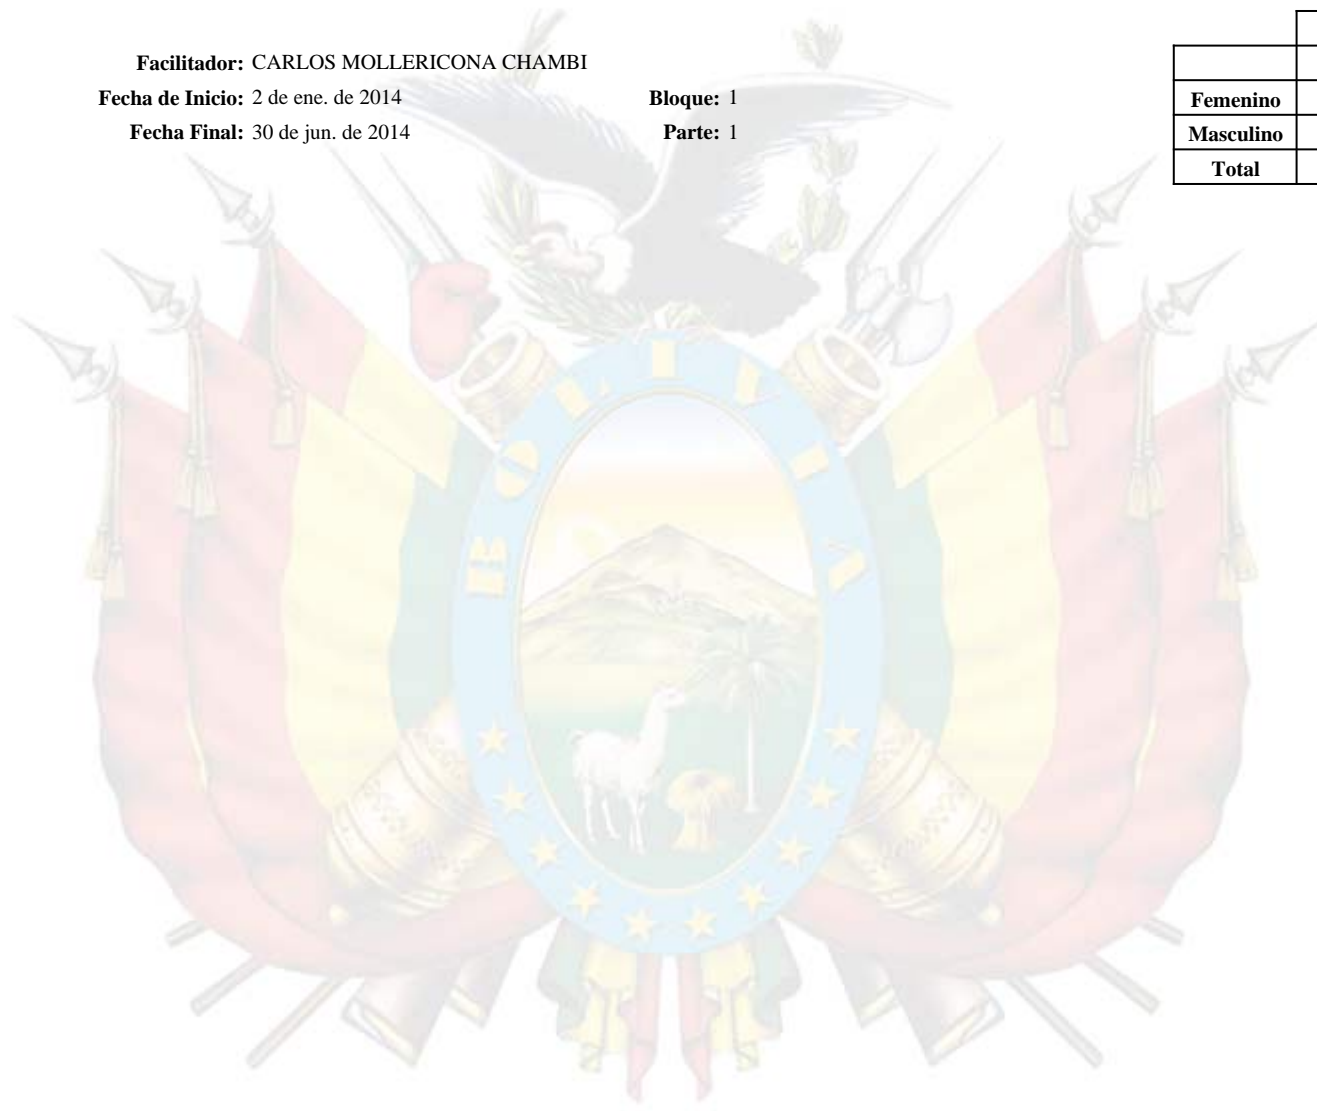 Facilitador: CARLOS MOLLERICONA CHAMBI
Fecha de Inicio: 2 de ene. de 2014 Bloque: 1
Fecha Final: 30 de jun. de 2014 Parte: 1
Femenino
Masculino
Total
BOLIVIA